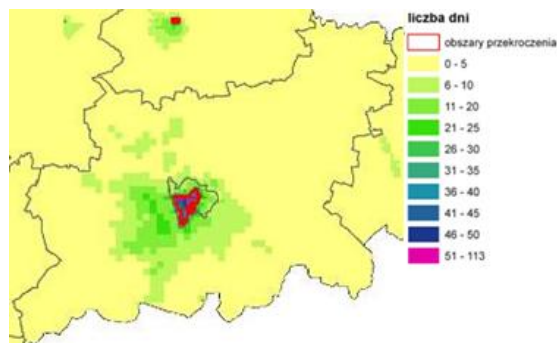 liczba dni
obszary przekroczenia
0 - 5
6 - 10
11 - 20
21 - 25
26 - 30
31 - 35
36 - 40
41 - 45
46 - 50
51 - 113